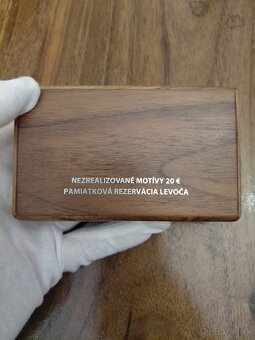 NEZREALIZOVANÉ MOTÍVY 20 €
PAMIATKOVÁ REZERVÁCIA LEVOČA